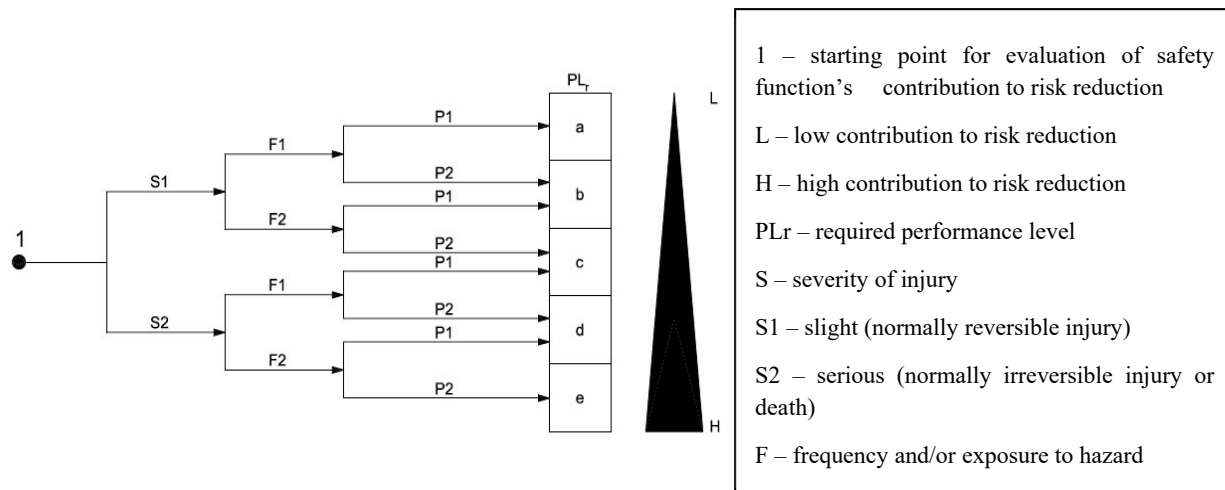 PLr
L
P1
a
F1
P2
S1
b
P1
F2
1
P2
c
P1
F1
P2
S2
d
P1
F2
P2
e
H
1 – starting point for evaluation of safety
function’s contribution to risk reduction
L – low contribution to risk reduction
H – high contribution to risk reduction
PLr – required performance level
S – severity of injury
S1 – slight (normally reversible injury)
S2 – serious (normally irreversible injury or
death)
F – frequency and/or exposure to hazard